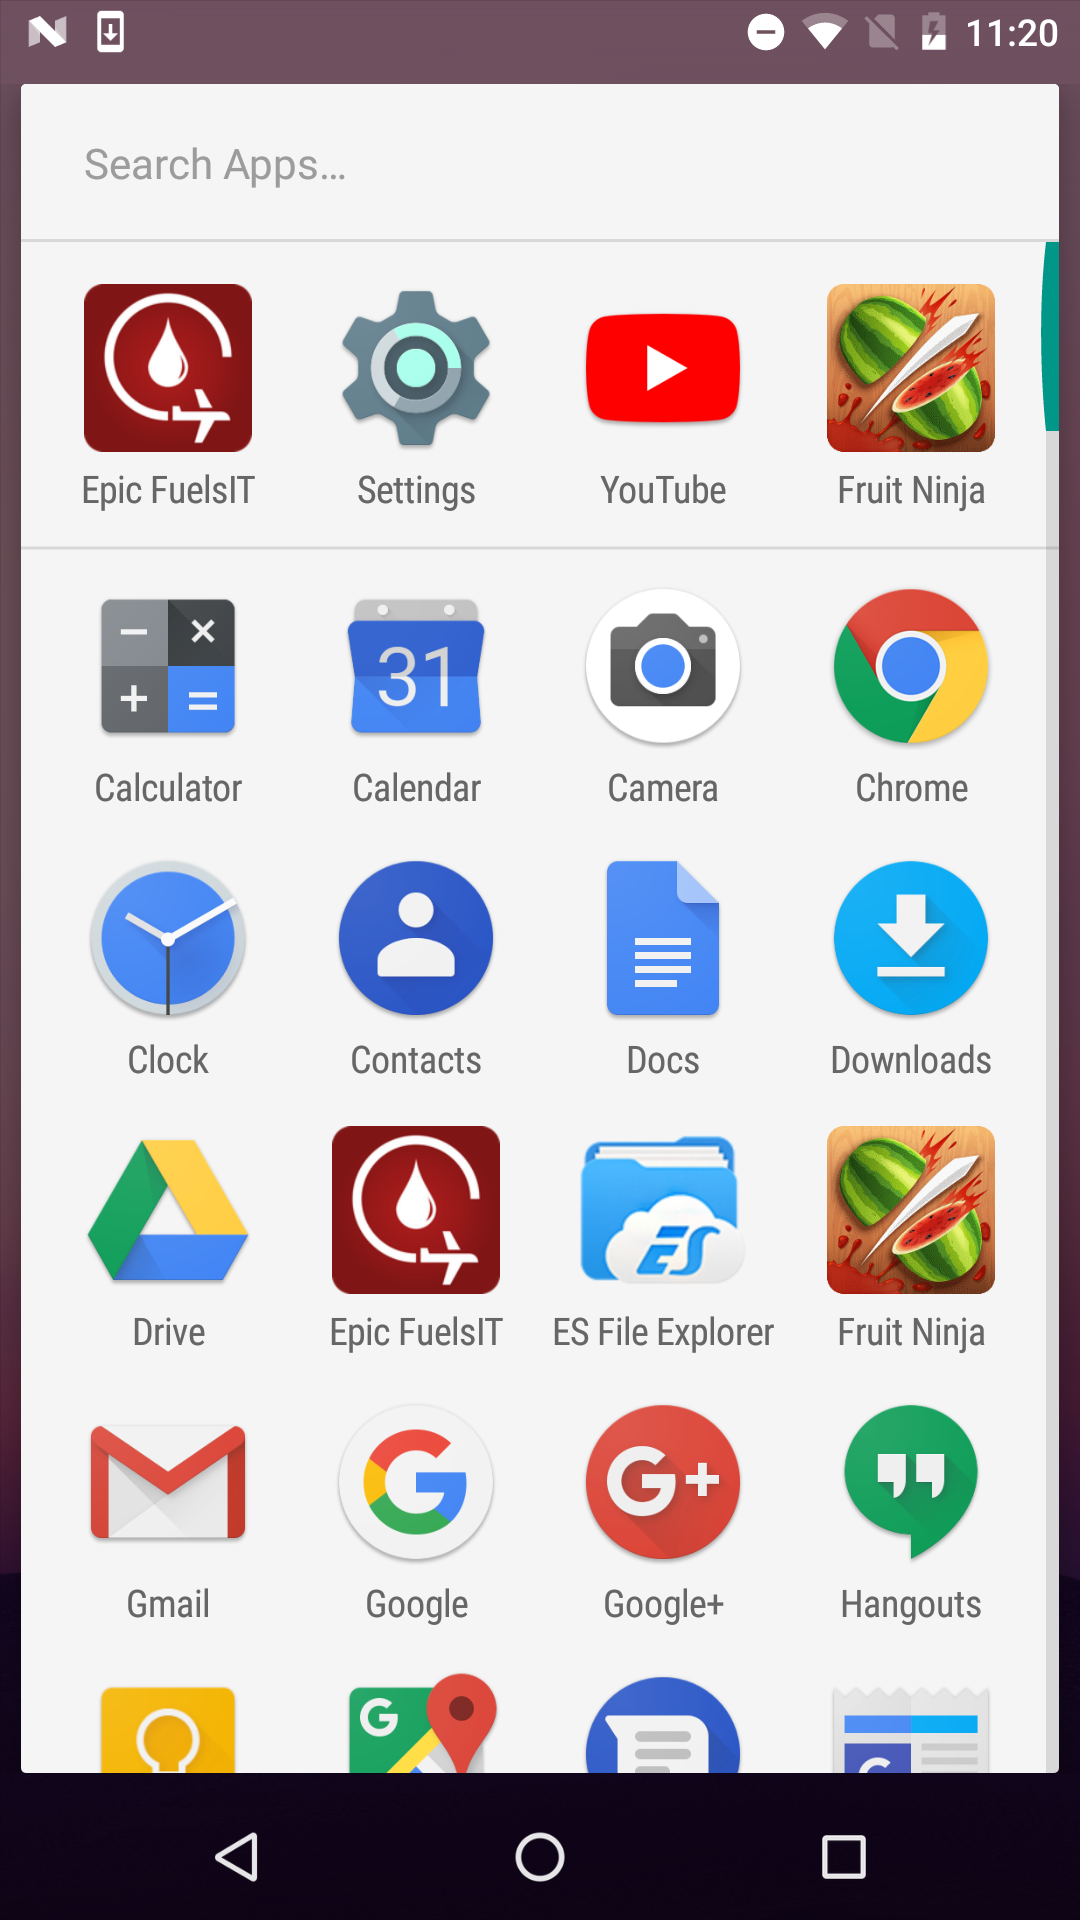 11:20
Search Apps…
Epic FuelsIT Settings YouTube Fruit Ninja
31
Calculator Calendar Camera Chrome
Clock Contacts Docs Downloads
ES
Drive Epic FuelsIT ES File Explorer Fruit Ninja
G G+
Gmail Google Google+ Hangouts
G G